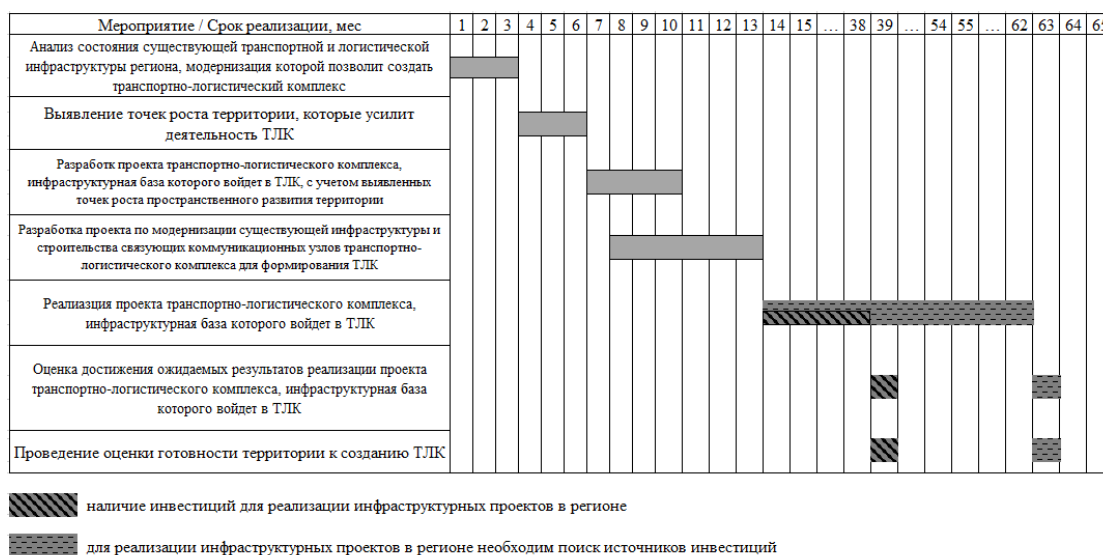 Мероприятие / Срок реализации, мес 1 2 3 4 5 6 7 8 9 10 11 12 13 14 15 ... 38 39 ... 54 55 ... 62 63 64 65
Анализ состояния существующей транспортной и логистической
инфраструктуры региона, модернизация которой позволит создать
транспортно-логистический комплекс
Выявление точек роста территории, которые усилит
деятельность ТЛК
Разработк проекта транспортно-логистического комплекса,
инфраструктурная база которого войдет в ТЛК, с учетом выявленных
точек роста пространственного развития территории
Разработка проекта по модернизации существующей инфраструктуры и
строительства связующих коммуникационных узлов транспортно-
логистического комплекса для формирования ТЛК
Реалиазция проекта транспортно-логистического комплекса,
инфраструктурная база которого войдет в ТЛК
Оценка достижения ожидаемых результатов реализации проекта
транспортно-логистического комплекса, инфраструктурная база
которого войдет в ТЛК
Проведение оценки готовности территории к созданию ТЛК
наличие инвестиций для реализации инфраструктурных проектов в регионе
для реализации инфраструктурных проектов в регионе необходим поиск источников инвестиций